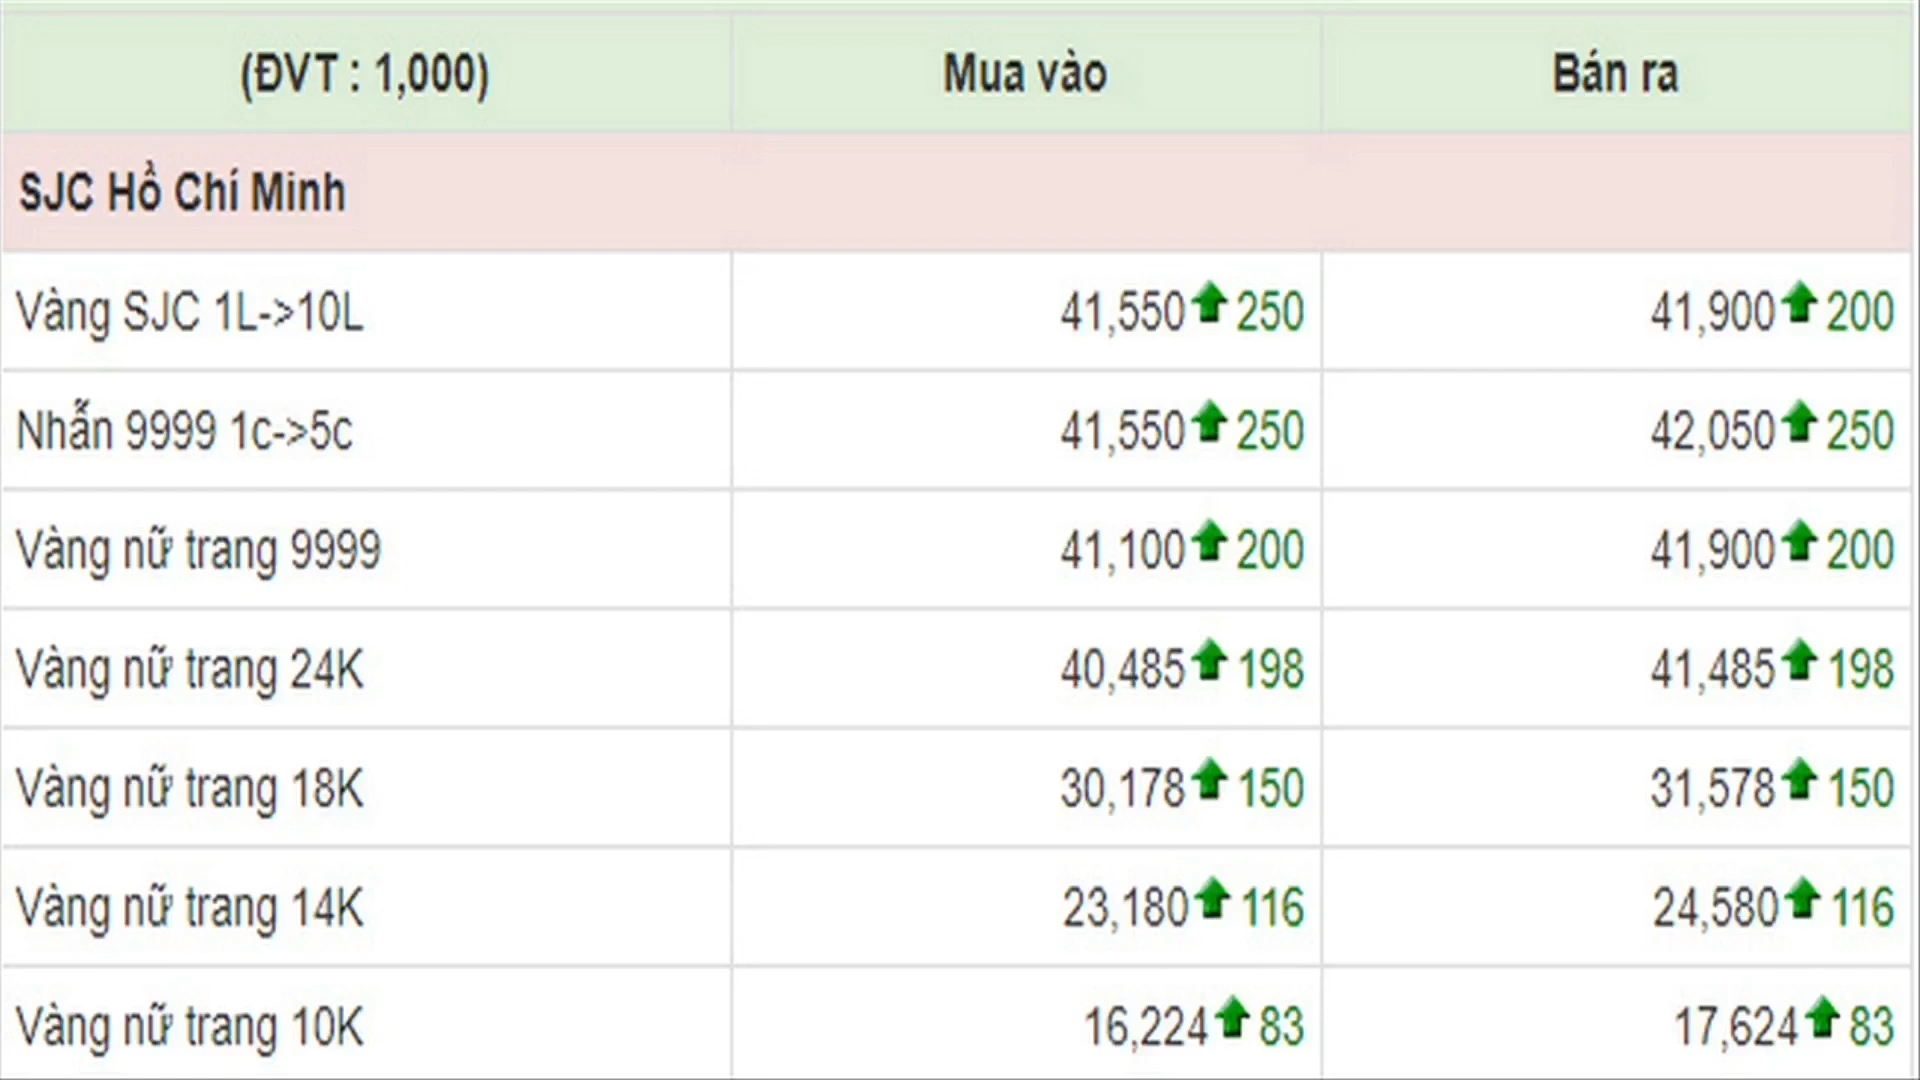 (ĐVT : 1,000) Mua vào Bán ra
SJC Hồ Chí Minh
Vàng SJC 1L->10L 41,550 250 41,900 200
Nhẫn 9999 1c->5c 41,550 250 42,050 250
Vàng nữ trang 9999 41,100 200 41,900 200
Vàng nữ trang 24K 40,485 198 41,485 198
Vàng nữ trang 18K 30,178 150 31,578 150
Vàng nữ trang 14K 23,180 116 24,580 116
Vàng nữ trang 10K 16,224 83 17,624 83